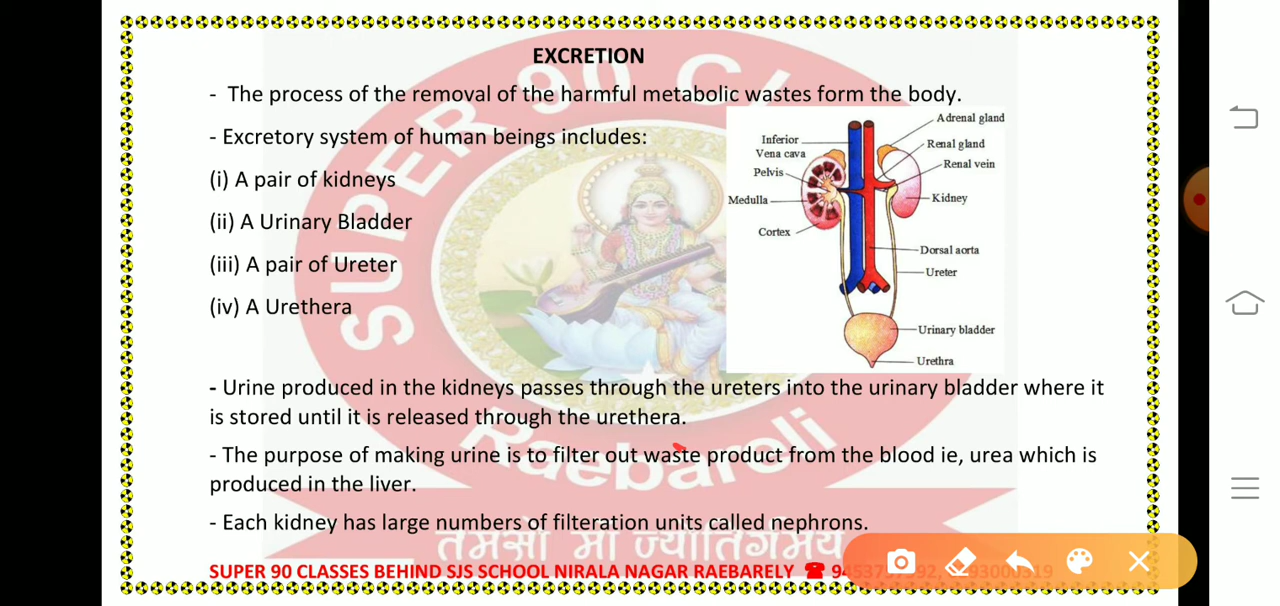 EXCRETION
- The process of the removal of the harmful metabolic wastes form the body.
- Excretory system of human beings includes:
(i) A pair of kidneys
(ii) A Urinary Bladder
(iii) A pair of Ureter
(iv) A Urethera
Adrenal gland
Inferior
Vena cava
Renal gland
Renal vein
Pelvis
Medulla
Kidney
Cortex
Dorsal aorta
Ureter
Urinary bladder
Urethra
- Urine produced in the kidneys passes through the ureters into the urinary bladder where it
is stored until it is released through the urethera.
- The purpose of making urine is to filter out waste product from the blood ie, urea which is
produced in the liver.
- Each kidney has large numbers of filteration units called nephrons.
SUPER 90 CL
Raebareli
तमसो मा ज्योतिर्गमय
SUPER 90 CLASSES BEHIND SJS SCHOOL NIRALA NAGAR RAEBARELY